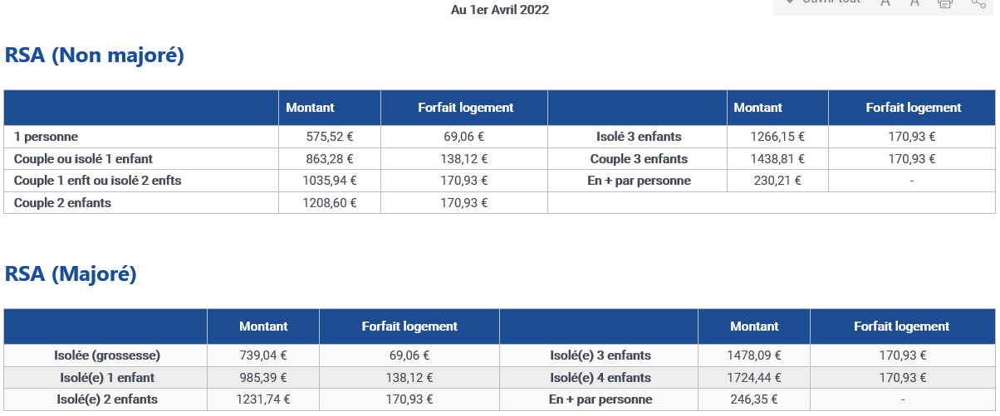 Au 1er Avril 2022
Ouvrir tout A A
RSA (Non majoré)
Montant Forfait logement Montant Forfait logement
1 personne 575,52 € 69,06 € Isolé 3 enfants 1266,15 € 170,93 €
Couple ou isolé 1 enfant 863,28 € 138,12 € Couple 3 enfants 1438,81 € 170,93 €
Couple 1 enft ou isolé 2 enfts 1035,94 € 170,93 € En + par personne 230,21 € -
Couple 2 enfants 1208,60 € 170,93 €
RSA (Majoré)
Montant Forfait logement Montant Forfait logement
Isolée (grossesse) 739,04 € 69,06 € Isolé(e) 3 enfants 1478,09 € 170,93 €
Isolé(e) 1 enfant 985,39 € 138,12 € Isolé(e) 4 enfants 1724,44 € 170,93 €
Isolé(e) 2 enfants 1231,74 € 170,93 € En + par personne 246,35 € -